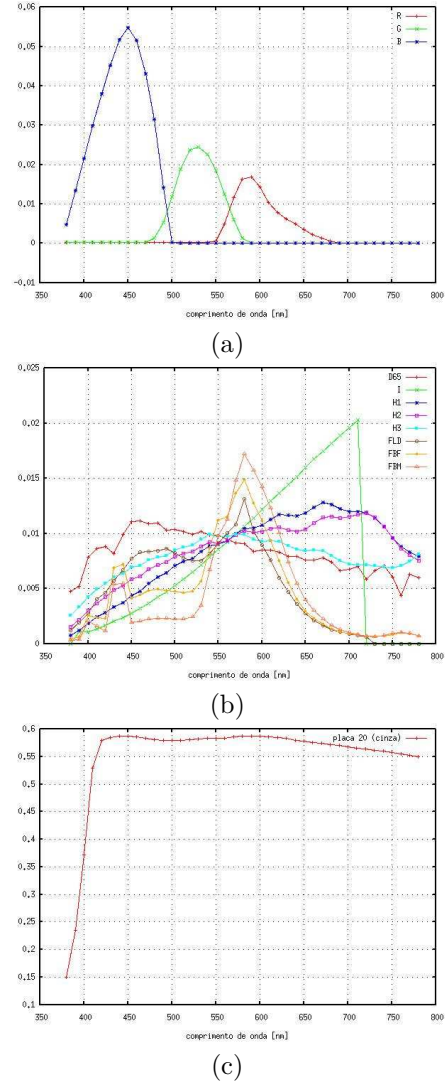 0.06
0.05
0.04
0.03
0.02
0.01
0
-0.01
R
G
B
350 400 450 500 550 600 650 700 750 800
comprimento de onda [nm]
(a)
0.025
0.02
0.015
0.01
0.005
0
D65
I
H1
H2
H3
FLD
FBF
FBM
350 400 450 500 550 600 650 700 750 800
comprimento de onda [nm]
(b)
0.6
0.55
0.5
0.45
0.4
0.35
0.3
0.25
0.2
0.15
0.1
placa 20 (cinza)
350 400 450 500 550 600 650 700 750 800
comprimento de onda [nm]
(c)